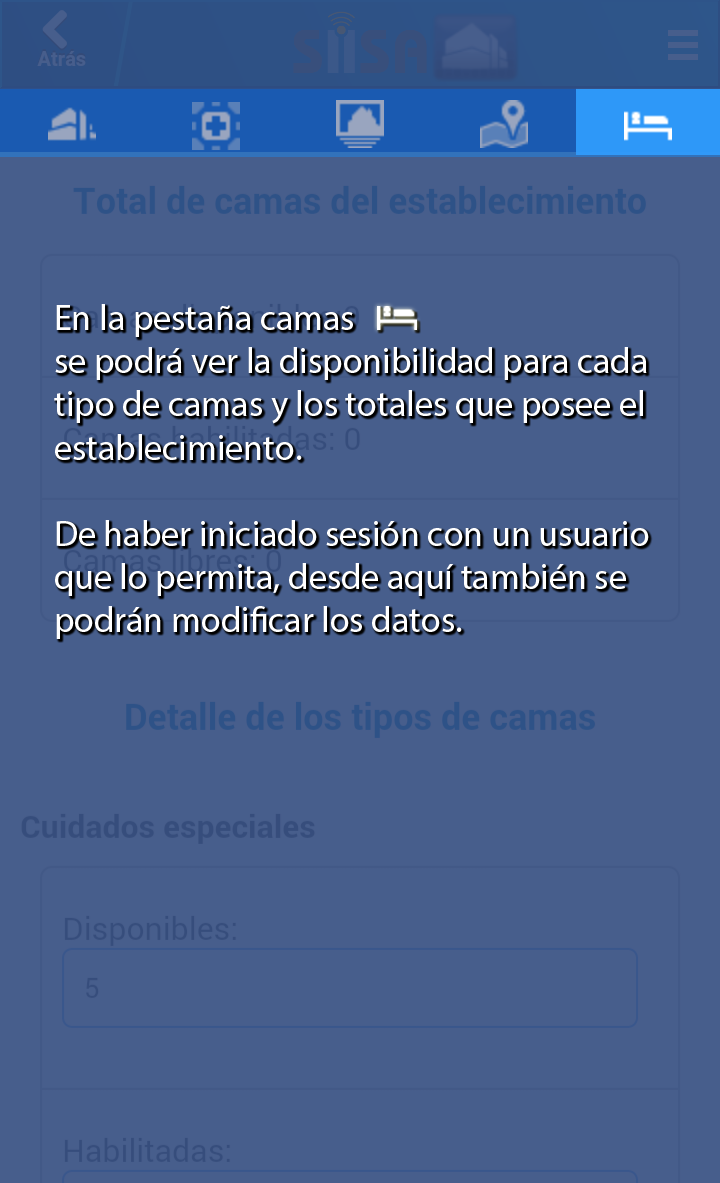 Atrás
SIISA
Total de camas del establecimiento
En la pestaña camas
se podrá ver la disponibilidad para cada
tipo de camas y los totales que posee el
Camas habilitadas: 0
establecimiento.
De haber iniciado sesión con un usuario
Camas libres: 0
que lo permita, desde aquí también se
podrán modificar los datos.
Detalle de los tipos de camas
Cuidados especiales
Disponibles:
5
Habilitadas: